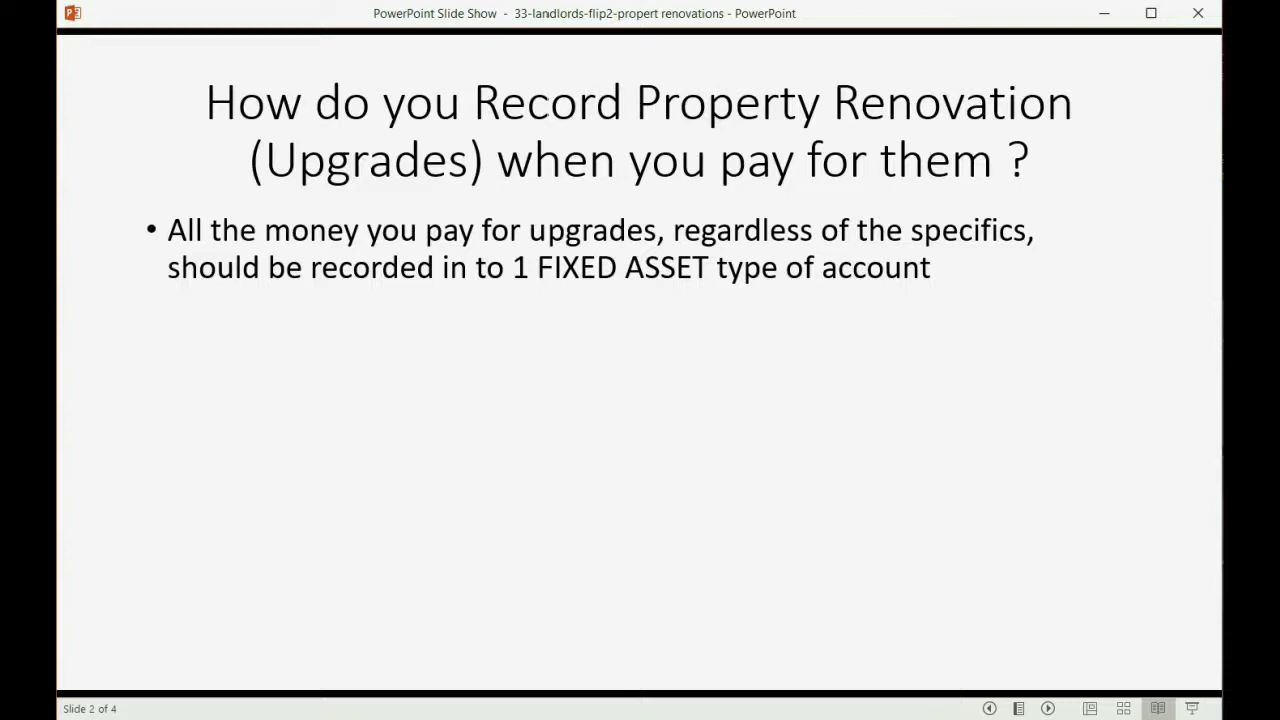 PowerPoint Slide Show - 33-landlords-flip2-propert renovations - PowerPoint
How do you Record Property Renovation
(Upgrades) when you pay for them ?
• All the money you pay for upgrades, regardless of the specifics,
should be recorded in to 1 FIXED ASSET type of account
Slide 2 of 4